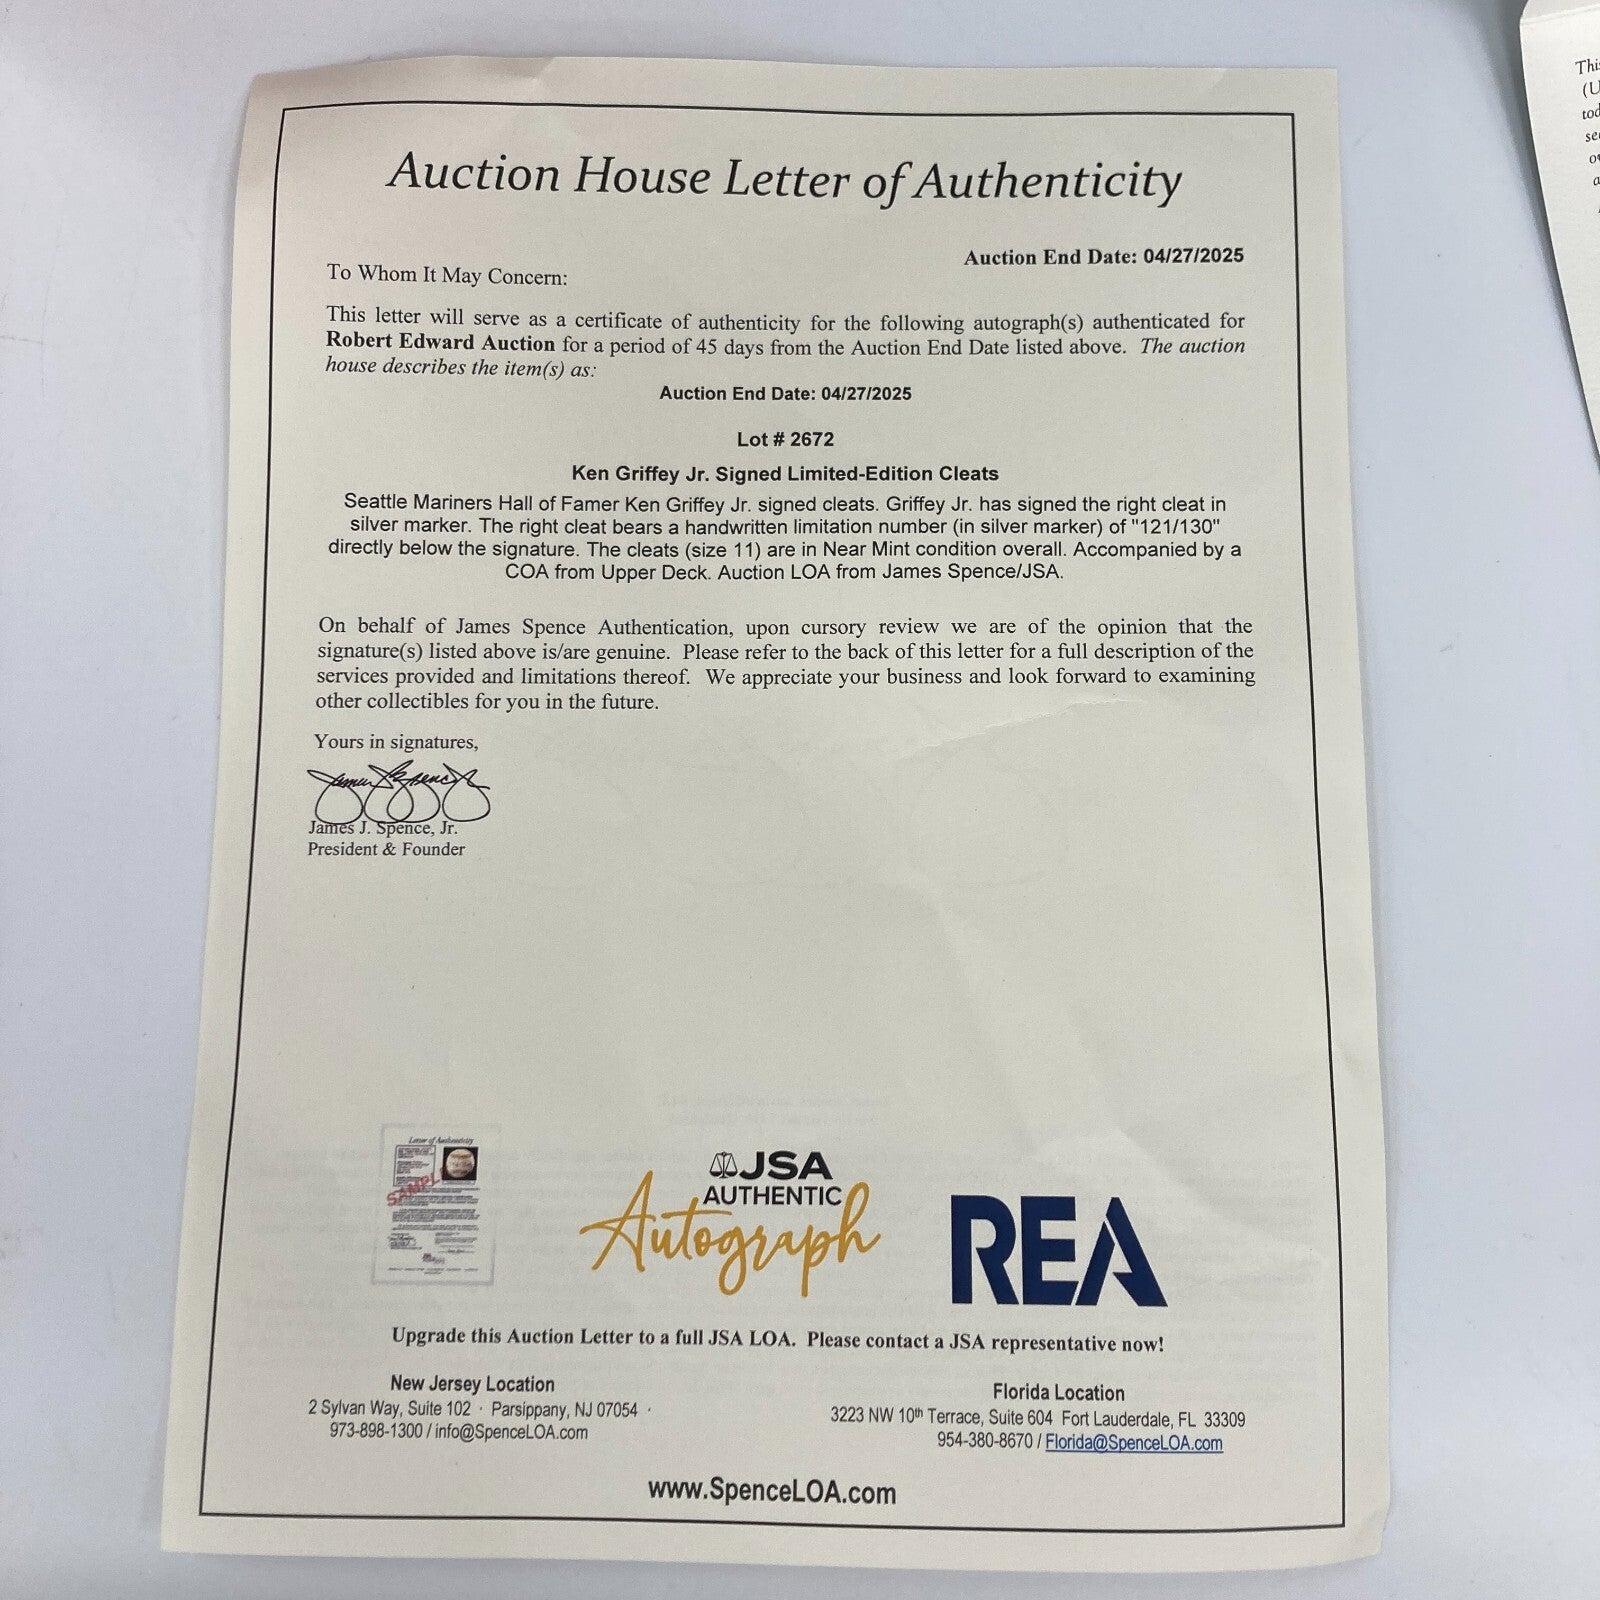 Auction House Letter of Authenticity
Auction End Date: 04/27/2025
To Whom It May Concern:
This letter will serve as a certificate of authenticity for the following autograph(s) authenticated for
Robert Edward Auction for a period of 45 days from the Auction End Date listed above. The auction
house describes the item(s) as:
Auction End Date: 04/27/2025
Lot # 2672
Ken Griffey Jr. Signed Limited-Edition Cleats
Seattle Mariners Hall of Famer Ken Griffey Jr. signed cleats. Griffey Jr. has signed the right cleat in
silver marker. The right cleat bears a handwritten limitation number (in silver marker) of "121/130"
directly below the signature. The cleats (size 11) are in Near Mint condition overall. Accompanied by a
COA from Upper Deck. Auction LOA from James Spence/JSA.
On behalf of James Spence Authentication, upon cursory review we are of the opinion that the
signature(s) listed above is/are genuine. Please refer to the back of this letter for a full description of the
services provided and limitations thereof. We appreciate your business and look forward to examining
other collectibles for you in the future.
Yours in signatures,
James J. Spence, Jr.
President & Founder
Letter of Authenticity
SAMPLE
JSA
AUTHENTIC
Autograph
REA
Upgrade this Auction Letter to a full JSA LOA. Please contact a JSA representative now!
New Jersey Location
2 Sylvan Way, Suite 102 · Parsippany, NJ 07054 ·
973-898-1300 / info@SpenceLOA.com
Florida Location
3223 NW 10th Terrace, Suite 604 Fort Lauderdale, FL 33309
954-380-8670 / Florida@SpenceLOA.com
www.SpenceLOA.com